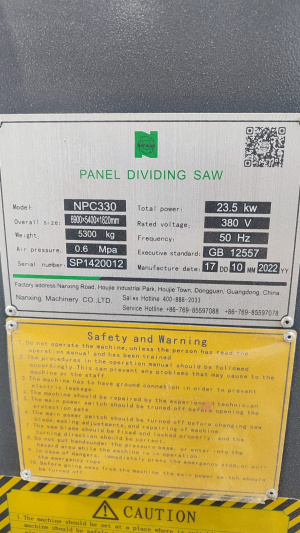 PANEL DIVIDING SAW
Model: NPC330 Total power: 23.5 kw
Overall size: 6900×5400×1820mm Rated voltage: 380 V
Weight: 5300 kg Frequency: 50 Hz
Air pressure: 0.6 Mpa Executive standard: GB 12557
Serial number: SP1420012 Manufacture date: 17 DD 10 MM 2022 YY
Factory address:Nanxing Road, Houjie Industrial Park, Houjie Town, Dongguan, Guangdong, China.
Nanxing Machinery CO.,LTD. Sales Hotline 400-886-2033
Service Hotline +86-769-85597088 +86-769-85597078
Safety and Warning
1.Do not operate the machine, unless the person has read the
operation manual and has been trained
2.The procedures in the operation manual should be followed
accordingly. This can prevent any problems that may cause to the
machine or the staff.
3.The machine has to have ground connection in order to prevent
electric leakage.
4.The machine should be repaired by the experienced technician
5.The main power switch should be truned off before opening the
protection gate.
6.The main power switch should be turned off before changing saw
blade, making adjustments, and repairing of machine
7.The saw blade should be fixed and locked properly, and the
turning direction should be correct.
8.Do not put hands near the pressure beam, or enter into the
hazard area while the machine is in operation
9.In case of danger, immediately press the emergency stop or pull
the emergency rope.
10.Before going away from the machine the main power switch should
be turned off.
CAUTION
1.The machine should be set at a place where is